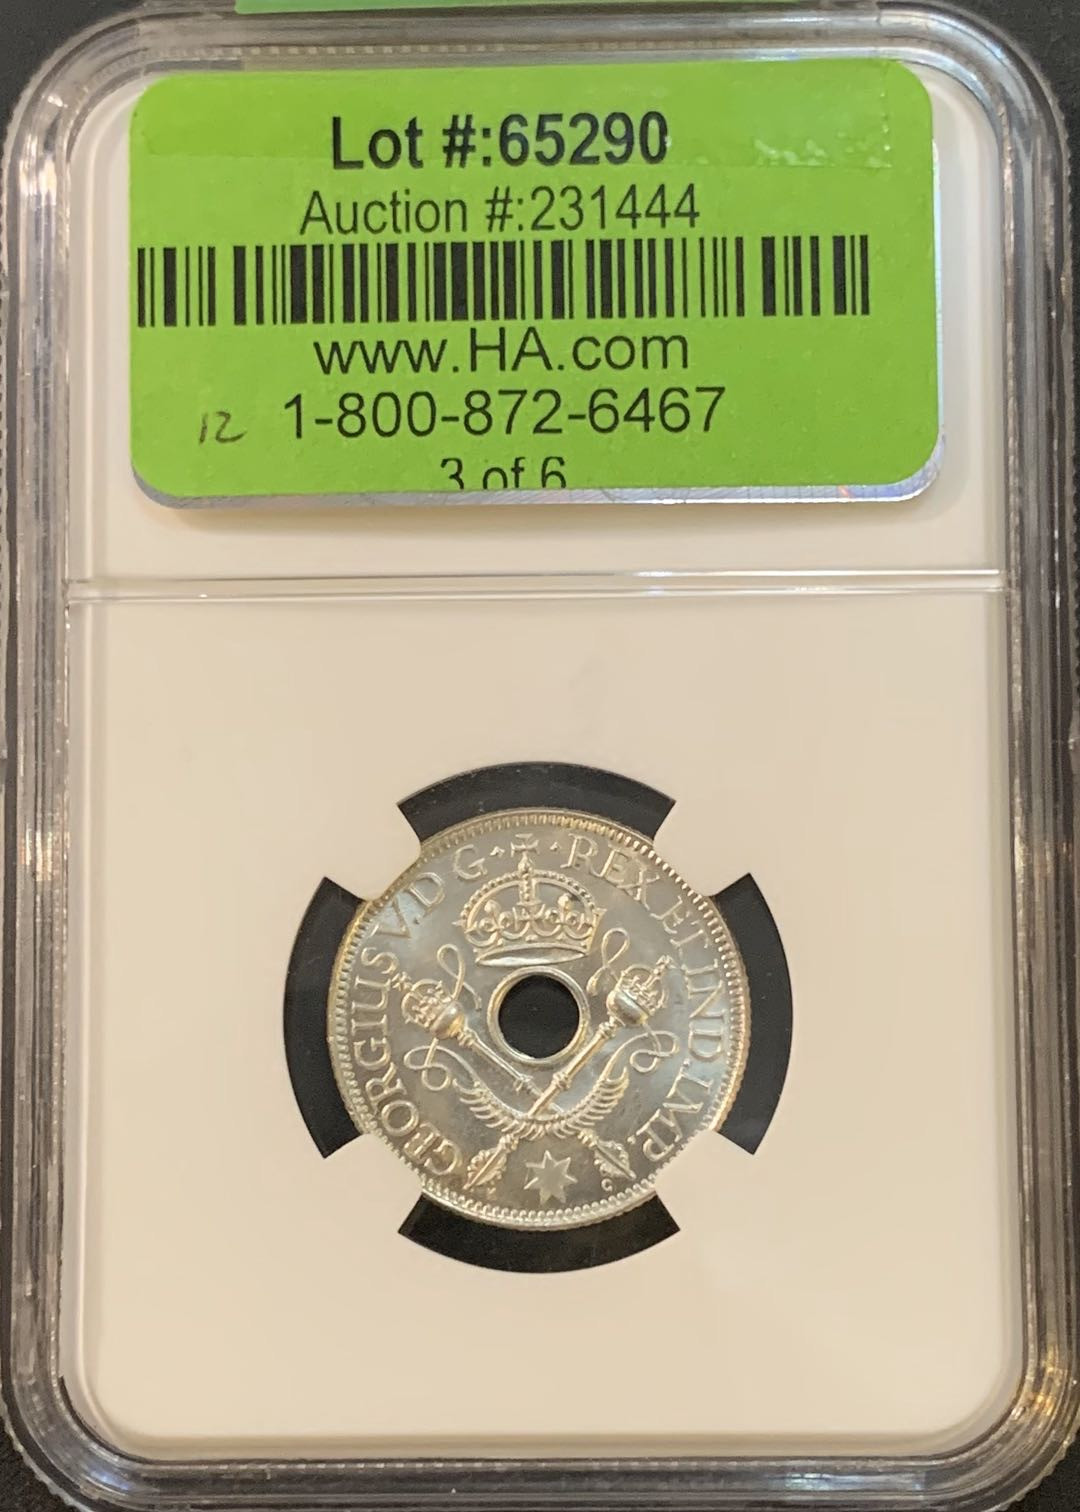 Lot #:65290
Auction #:231444
www.HA.com
12 1-800-872-6467
3 of 6
GEORGIUS V.D G · REX ET IND.IMP.
K G